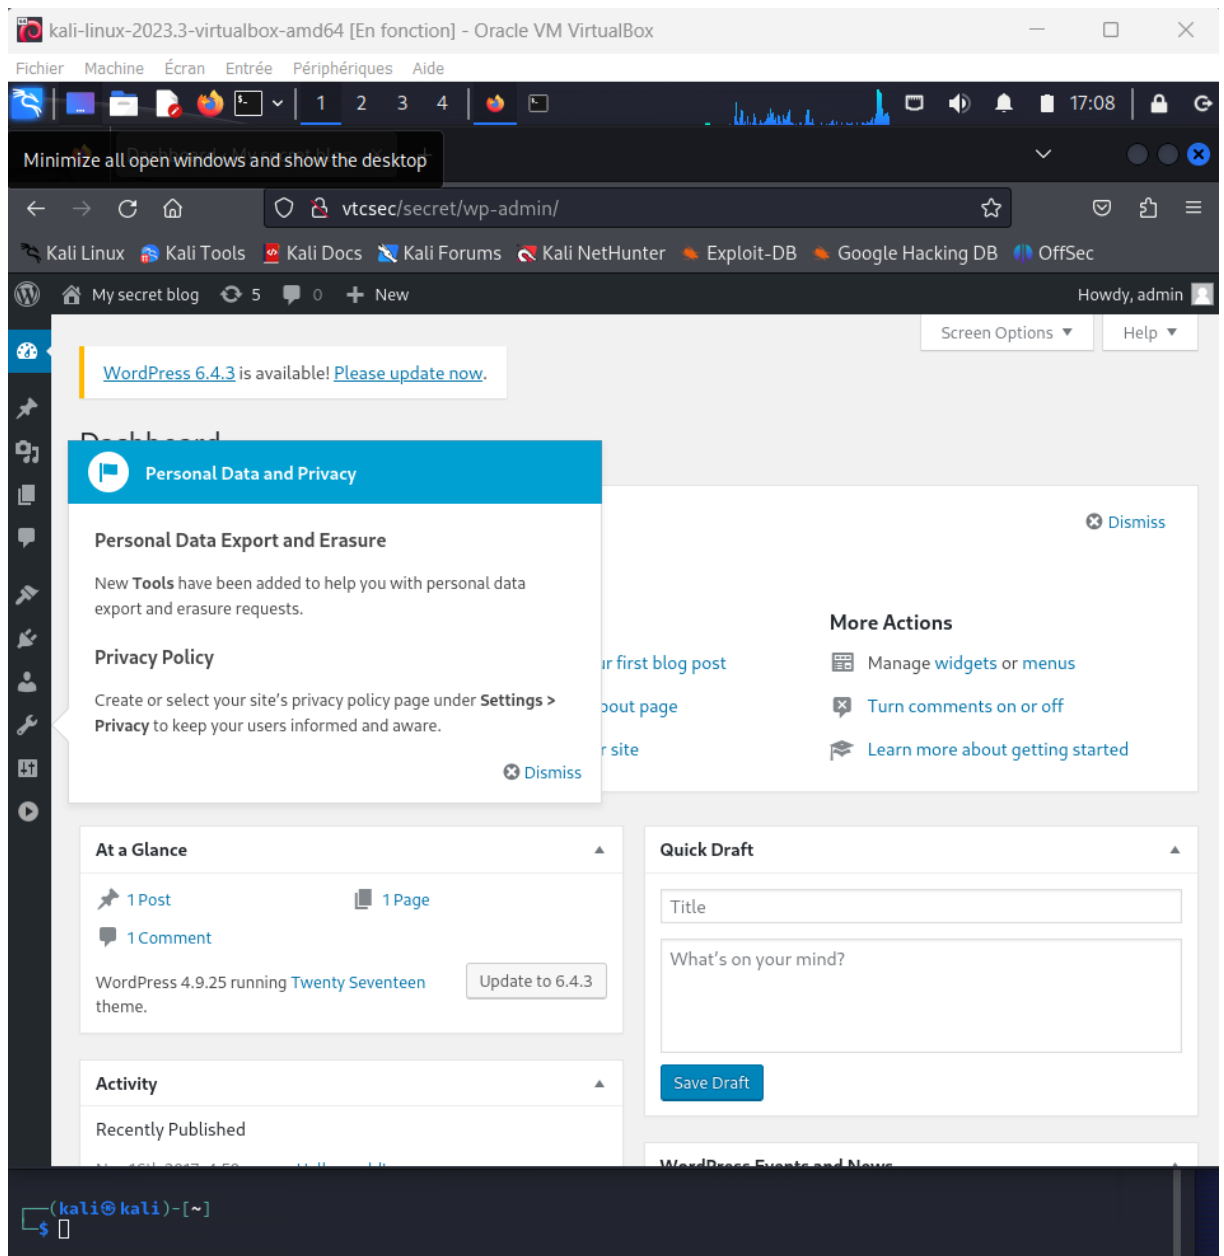 kali-linux-2023.3-virtualbox-amd64 [En fonction] - Oracle VM VirtualBox
Fichier Machine Écran Entrée Périphériques Aide
1 2 3 4 17:08
Minimize all open windows and show the desktop
vtcsec/secret/wp-admin/
Kali Linux Kali Tools Kali Docs Kali Forums Kali NetHunter Exploit-DB Google Hacking DB OffSec
My secret blog 5 0 New Howdy, admin
Screen Options Help
WordPress 6.4.3 is available! Please update now.
Dashboard
Personal Data and Privacy
Dismiss
Personal Data Export and Erasure
New Tools have been added to help you with personal data
export and erasure requests.
Privacy Policy
Create or select your site's privacy policy page under Settings >
Privacy to keep your users informed and aware.
Dismiss
first blog post
page
site
More Actions
Manage widgets or menus
Turn comments on or off
Learn more about getting started
At a Glance
1 Post 1 Page
1 Comment
WordPress 4.9.25 running Twenty Seventeen
theme.
Update to 6.4.3
Activity
Recently Published
Quick Draft
Title
What's on your mind?
Save Draft
WordPress Events and News
(kali㉿kali)-[~]
$